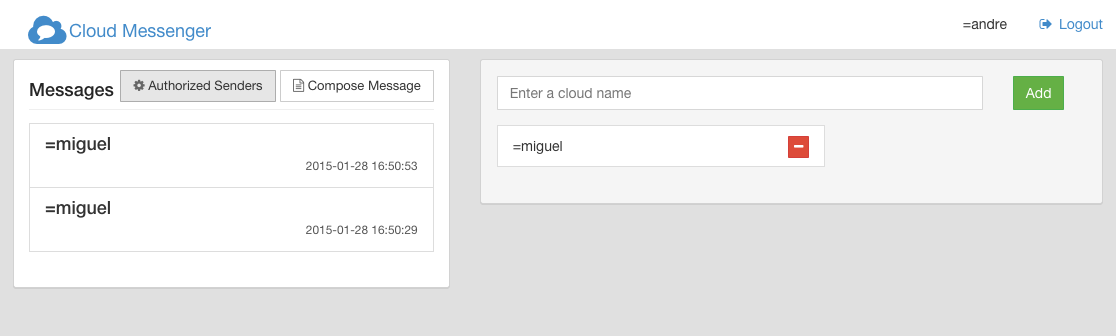 Cloud Messenger
=andre Logout
Messages Authorized Senders Compose Message
=miguel
2015-01-28 16:50:53
=miguel
2015-01-28 16:50:29
Enter a cloud name Add
=miguel